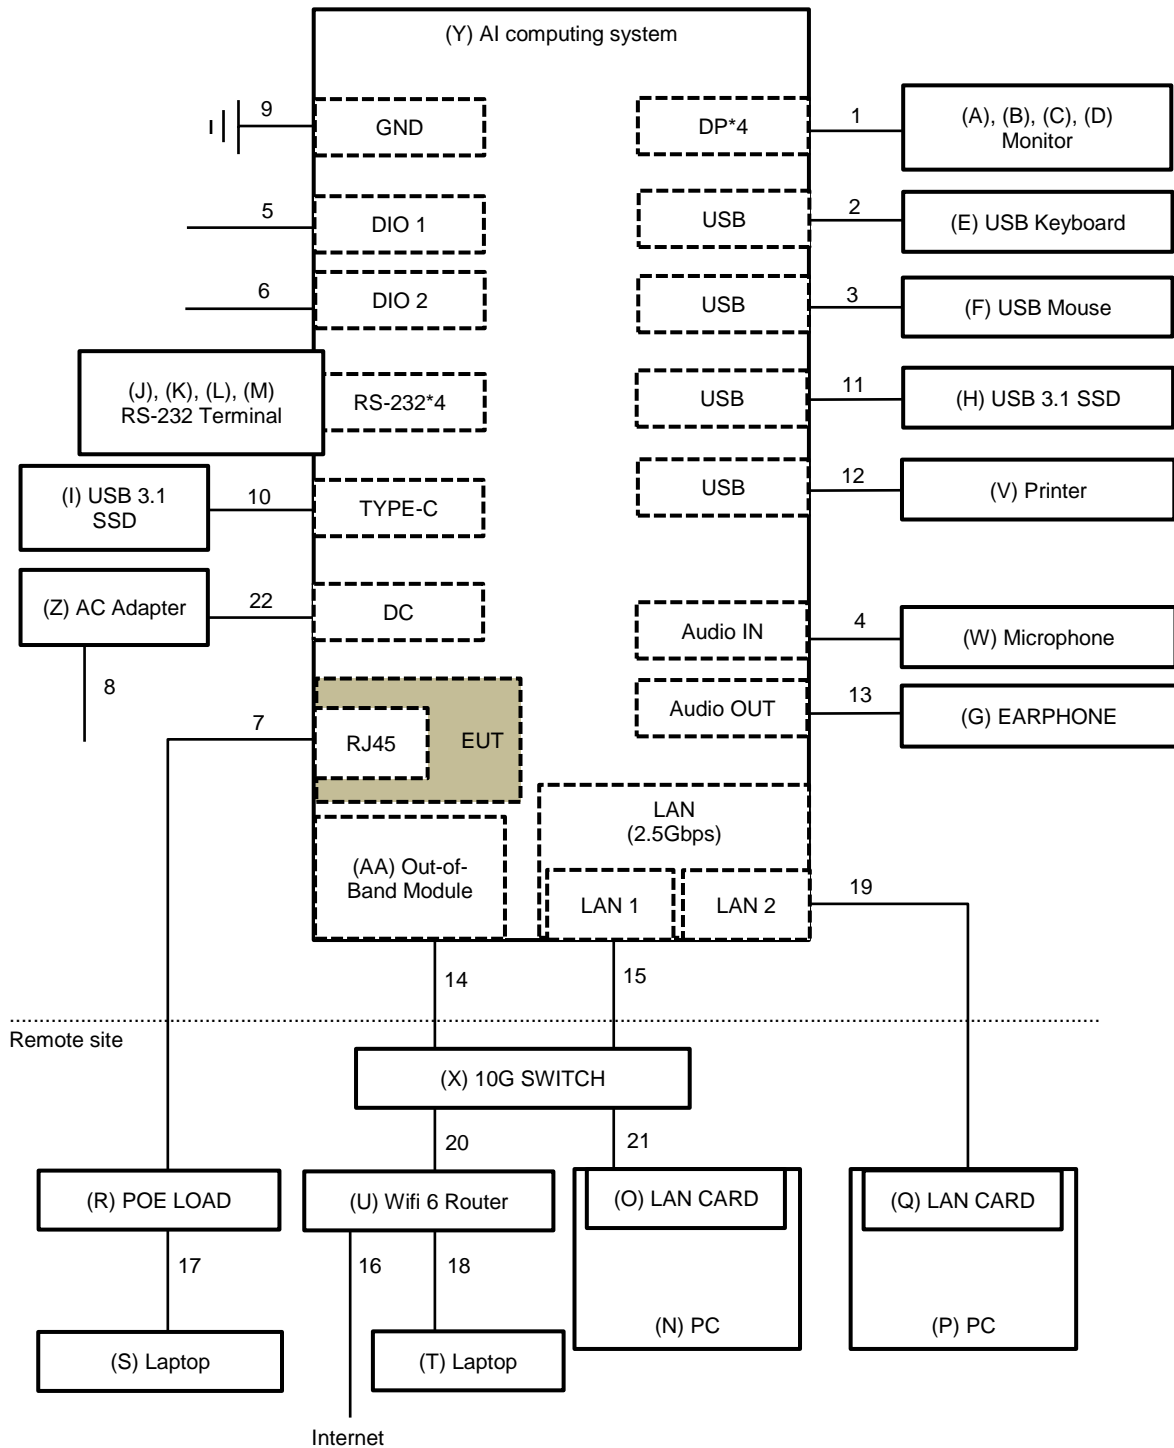 (Y) AI computing system
9
GND
DP*4
1
(A), (B), (C), (D)
Monitor
5
DIO 1
USB
2
(E) USB Keyboard
6
DIO 2
USB
3
(F) USB Mouse
(J), (K), (L), (M)
RS-232 Terminal
RS-232*4
USB
11
(H) USB 3.1 SSD
(I) USB 3.1
SSD
10
TYPE-C
USB
12
(V) Printer
(Z) AC Adapter
22
DC
8
Audio IN
4
(W) Microphone
7
RJ45
EUT
Audio OUT
13
(G) EARPHONE
(AA) Out-of-
Band Module
LAN
(2.5Gbps)
LAN 1
LAN 2
19
14
15
Remote site
(X) 10G SWITCH
20
21
(R) POE LOAD
(U) Wifi 6 Router
(O) LAN CARD
(Q) LAN CARD
17
16
18
(N) PC
(P) PC
(S) Laptop
(T) Laptop
Internet